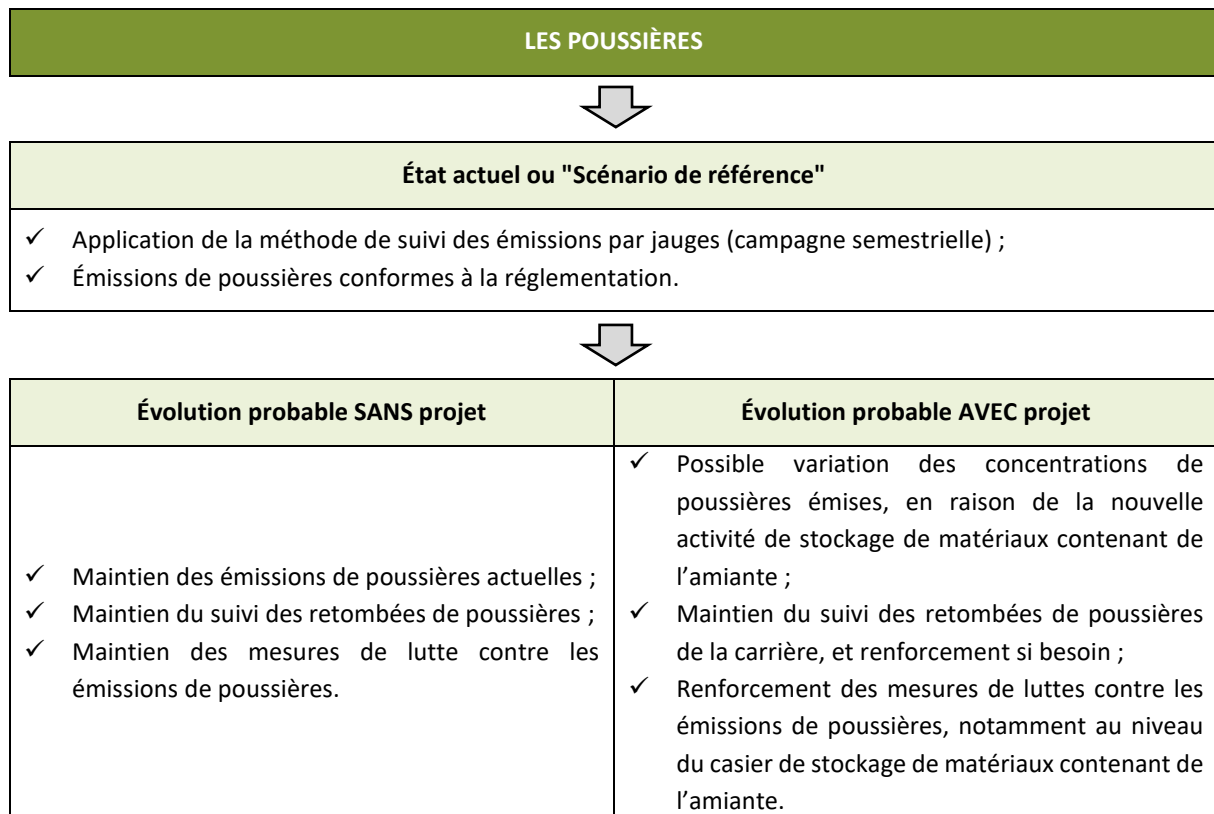 LES POUSSIÈRES
État actuel ou "Scénario de référence"
✓ Application de la méthode de suivi des émissions par jauges (campagne semestrielle) ;
✓ Émissions de poussières conformes à la réglementation.
Évolution probable SANS projet
✓ Maintien des émissions de poussières actuelles ;
✓ Maintien du suivi des retombées de poussières ;
✓ Maintien des mesures de lutte contre les
émissions de poussières.
Évolution probable AVEC projet
✓ Possible variation des concentrations de
poussières émises, en raison de la nouvelle
activité de stockage de matériaux contenant de
l’amiante ;
✓ Maintien du suivi des retombées de poussières
de la carrière, et renforcement si besoin ;
✓ Renforcement des mesures de luttes contre les
émissions de poussières, notamment au niveau
du casier de stockage de matériaux contenant de
l’amiante.